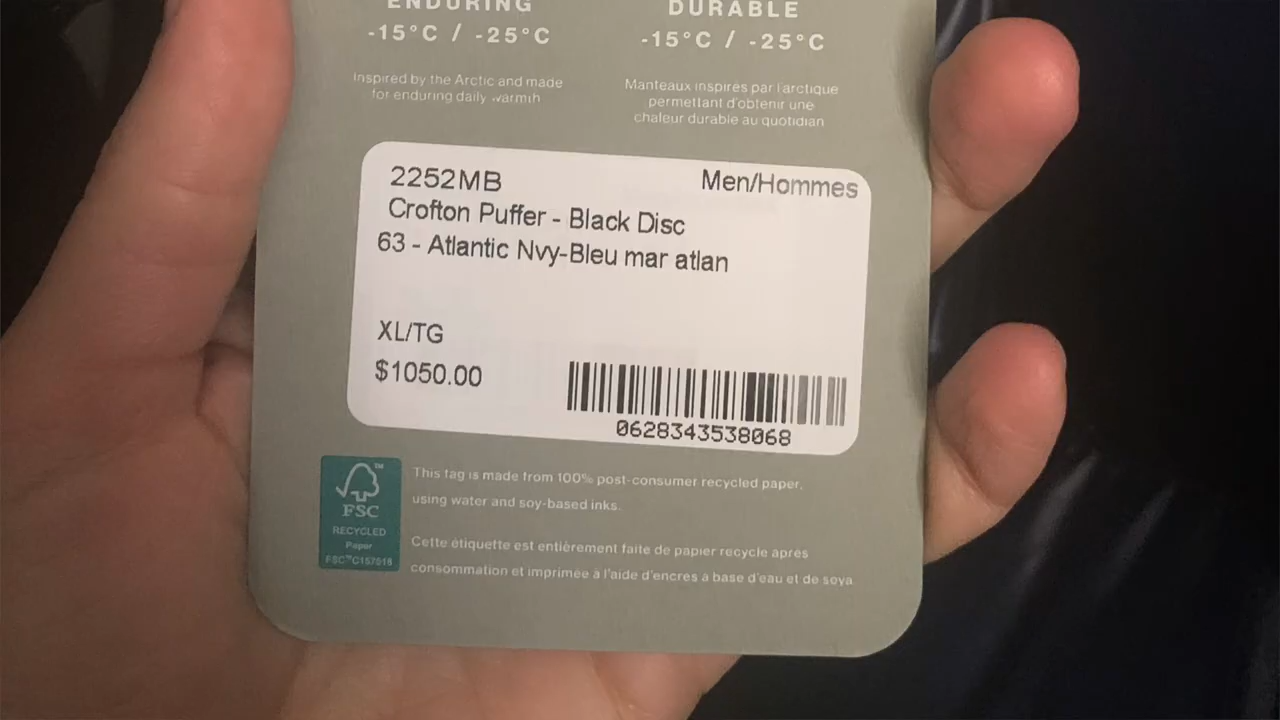 ENDURING
-15°C / -25°C
Inspired by the Arctic and made
for enduring daily warmth
DURABLE
-15°C / -25°C
Manteaux inspirés par l'arctique
permettant d'obtenir une
chaleur durable au quotidian
2252MB
Men/Hommes
Crofton Puffer - Black Disc
63 - Atlantic Nvy-Bleu mar atlan
XL/TG
$1050.00
0628343538068
FSC
RECYCLED
Paper
FSC™C157515
This tag is made from 100% post-consumer recycled paper,
using water and soy-based inks.
Cette étiquette est entièrement faite de papier recyclé après
consommation et imprimée à l'aide d'encres à base d'eau et de soya